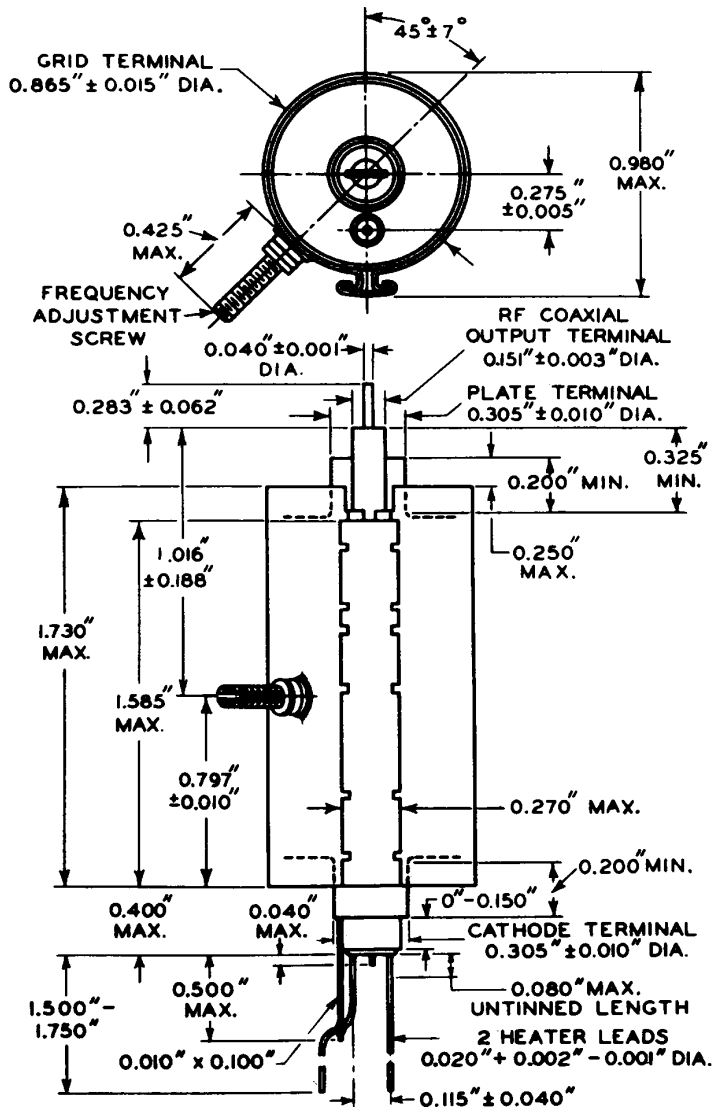 45°±7°
GRID TERMINAL
0.865" ± 0.015" DIA.
0.980"
MAX.
0.275"
±0.005"
0.425"
MAX.
FREQUENCY
ADJUSTMENT
SCREW
RF COAXIAL
OUTPUT TERMINAL
0.151"±0.003" DIA.
0.040"±0.001"
DIA.
0.283"± 0.062"
PLATE TERMINAL
0.305"±0.010" DIA.
0.325"
MIN.
0.200" MIN.
0.250"
MAX.
1.016"
±0.188"
1.730"
MAX.
1.585"
MAX.
0.797"
±0.010"
0.270" MAX.
0.200" MIN.
0.400"
MAX.
0.040"
MAX.
0"-0.150"
CATHODE TERMINAL
0.305" ±0.010" DIA.
0.500"
MAX.
0.080" MAX.
UNTINNED LENGTH
1.500"-
1.750"
2 HEATER LEADS
0.020" + 0.002" - 0.001" DIA.
0.010" x 0.100"
0.115" ± 0.040"